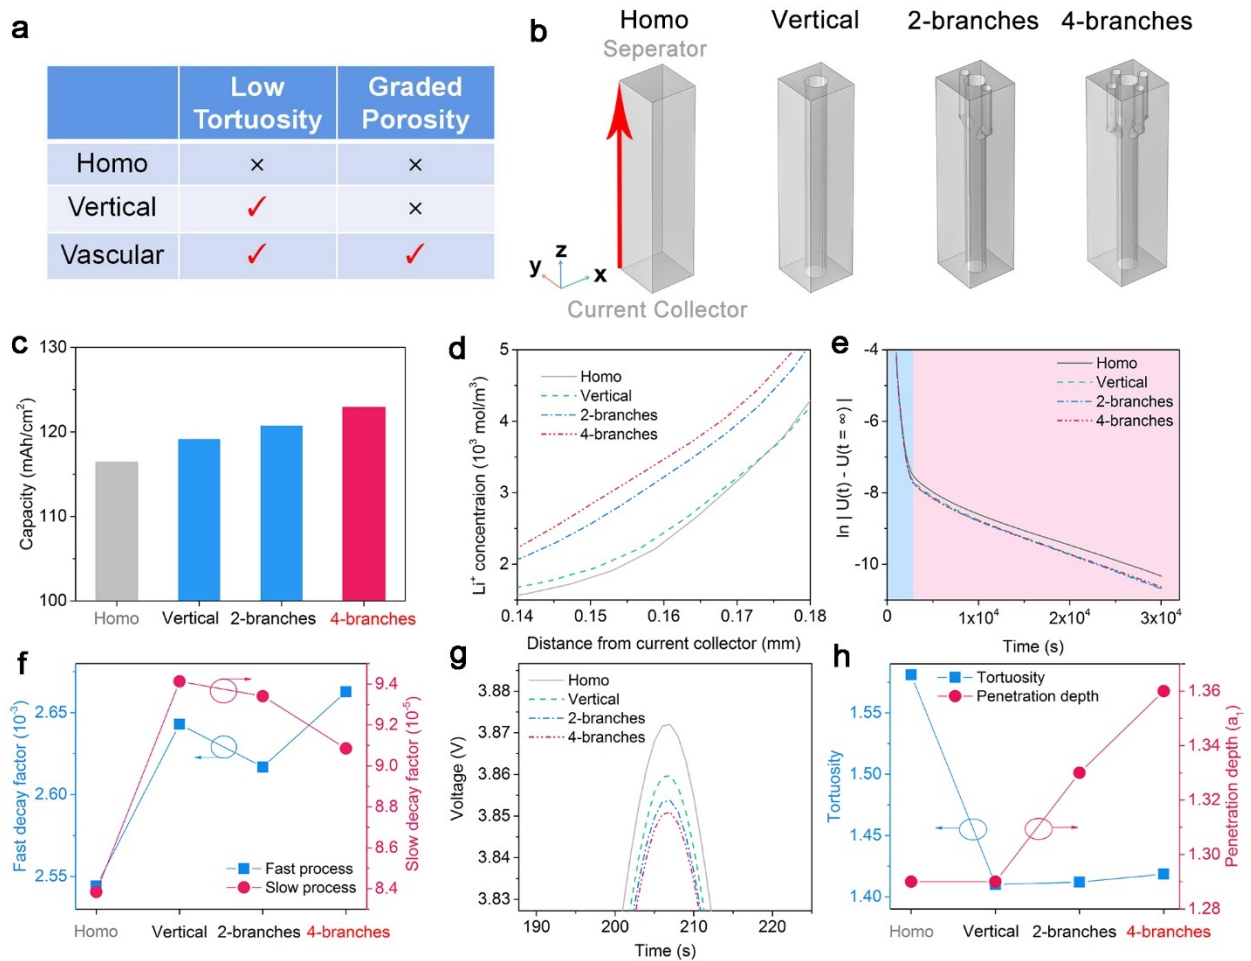 a
Low Tortuosity
Graded Porosity
Homo × ×
Vertical ✓ ×
Vascular ✓ ✓
b
Homo Vertical 2-branches 4-branches
Seperator
z
y x
Current Collector
c
130
120
110
100
Capacity (mAh/cm²)
Homo Vertical 2-branches 4-branches
d
5
4
3
2
Li⁺ concentraion (10³ mol/m³)
Homo
Vertical
2-branches
4-branches
0.14 0.15 0.16 0.17 0.18
Distance from current collector (mm)
e
-4
-6
-8
-10
ln | U(t) - U(t = ∞) |
Homo
Vertical
2-branches
4-branches
1x10⁴ 2x10⁴ 3x10⁴
Time (s)
f
2.65
2.60
2.55
Fast decay factor (10⁻³)
9.4
9.2
9.0
8.8
8.6
8.4
Slow decay factor (10⁻⁵)
Fast process
Slow process
Homo Vertical 2-branches 4-branches
g
3.88
3.87
3.86
3.85
3.84
3.83
Voltage (V)
Homo
Vertical
2-branches
4-branches
190 200 210 220
Time (s)
h
1.55
1.50
1.45
1.40
Tortuosity
Tortuosity
Penetration depth
1.36
1.34
1.32
1.30
1.28
Penetration depth (a₁)
Homo Vertical 2-branches 4-branches